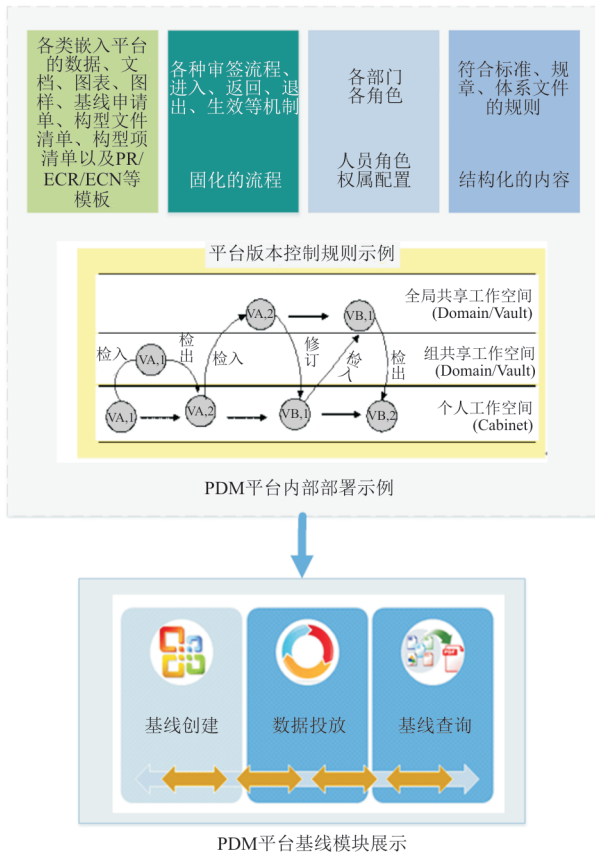 各类嵌入平台
的数据、文
档、图表、图
样、基线申请
单、构型文件
清单、构型项
清单以及PR/
ECR/ECN等
模板
各种审签流程、
进入、返回、退
出、生效等机制
固化的流程
各部门
各角色
人员角色
权属配置
符合标准、规
章、体系文件
的规则
结构化的内容
平台版本控制规则示例
VA,2
VB,1
全局共享工作空间
(Domain/Vault)
检入
VA,1
检出
检入
修订
检入
检出
组共享工作空间
(Domain/Vault)
VA,1
VA,2
VB,1
VB,2
个人工作空间
(Cabinet)
PDM平台内部部署示例
基线创建
数据投放
基线查询
PDM平台基线模块展示